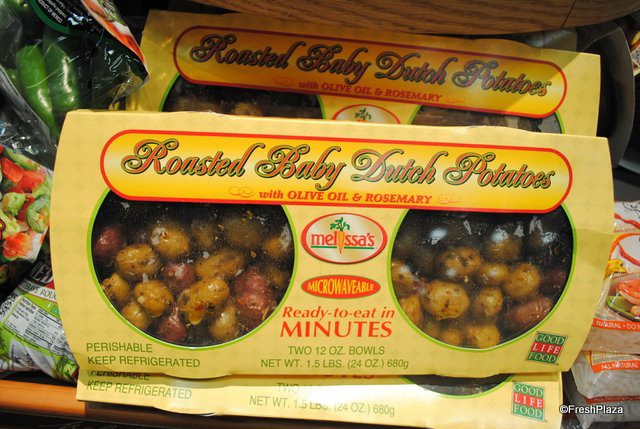 Roasted Baby Dutch Potatoes
with OLIVE OIL & ROSEMARY
Roasted Baby Dutch Potatoes
with OLIVE OIL & ROSEMARY
melissa's
MICROWAVEABLE
Ready-to-eat in
MINUTES
PERISHABLE
KEEP REFRIGERATED
TWO 12 OZ. BOWLS
NET WT. 1.5 LBS. (24 OZ.) 680g
GOOD
LIFE
FOOD
PERISHABLE
KEEP REFRIGERATED
NET WT. 1.5 LBS. (24 OZ.) 680g
GOOD
LIFE
FOOD
©FreshPlaza